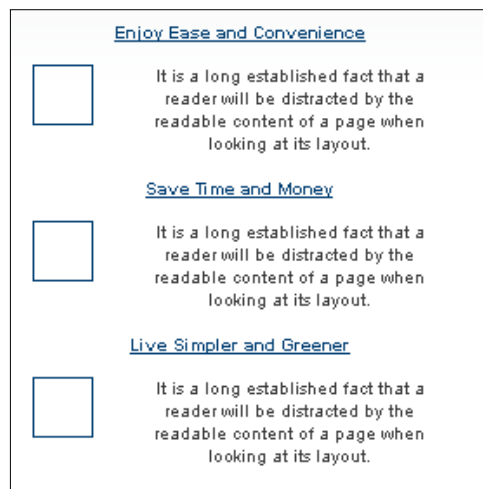 Enjoy Ease and Convenience
It is a long established fact that a
reader will be distracted by the
readable content of a page when
looking at its layout.
Save Time and Money
It is a long established fact that a
reader will be distracted by the
readable content of a page when
looking at its layout.
Live Simpler and Greener
It is a long established fact that a
reader will be distracted by the
readable content of a page when
looking at its layout.